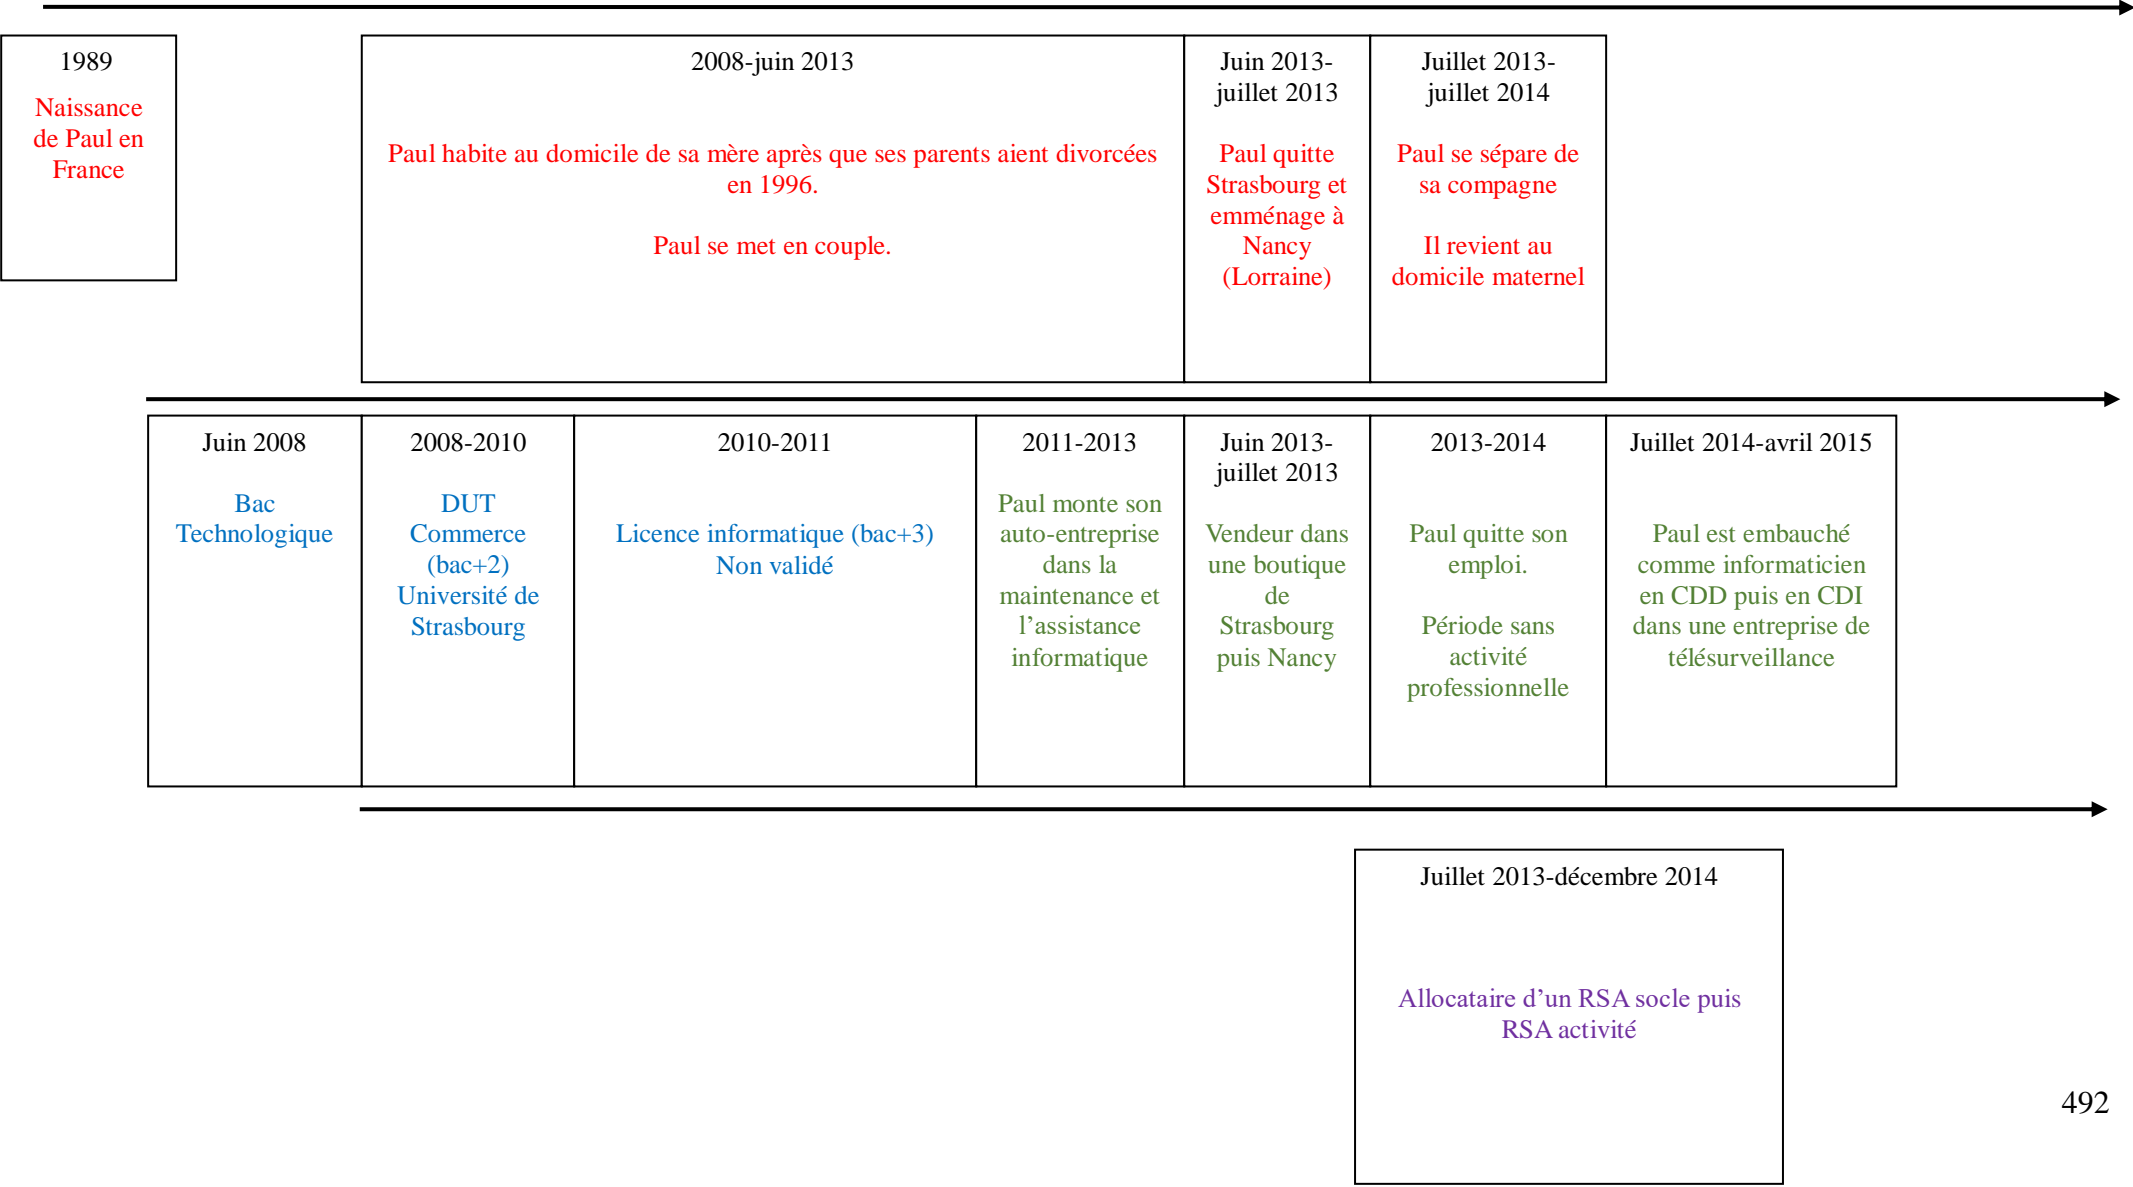 1989
Naissance
de Paul en
France
2008-juin 2013
Paul habite au domicile de sa mère après que ses parents aient divorcées
en 1996.
Paul se met en couple.
Juin 2013-
juillet 2013
Paul quitte
Strasbourg et
emménage à
Nancy
(Lorraine)
Juillet 2013-
juillet 2014
Paul se sépare de
sa compagne
Il revient au
domicile maternel
Juin 2008
Bac
Technologique
2008-2010
DUT
Commerce
(bac+2)
Université de
Strasbourg
2010-2011
Licence informatique (bac+3)
Non validé
2011-2013
Paul monte son
auto-entreprise
dans la
maintenance et
l’assistance
informatique
Juin 2013-
juillet 2013
Vendeur dans
une boutique
de
Strasbourg
puis Nancy
2013-2014
Paul quitte son
emploi.
Période sans
activité
professionnelle
Juillet 2014-avril 2015
Paul est embauché
comme informaticien
en CDD puis en CDI
dans une entreprise de
télésurveillance
Juillet 2013-décembre 2014
Allocataire d’un RSA socle puis
RSA activité
492